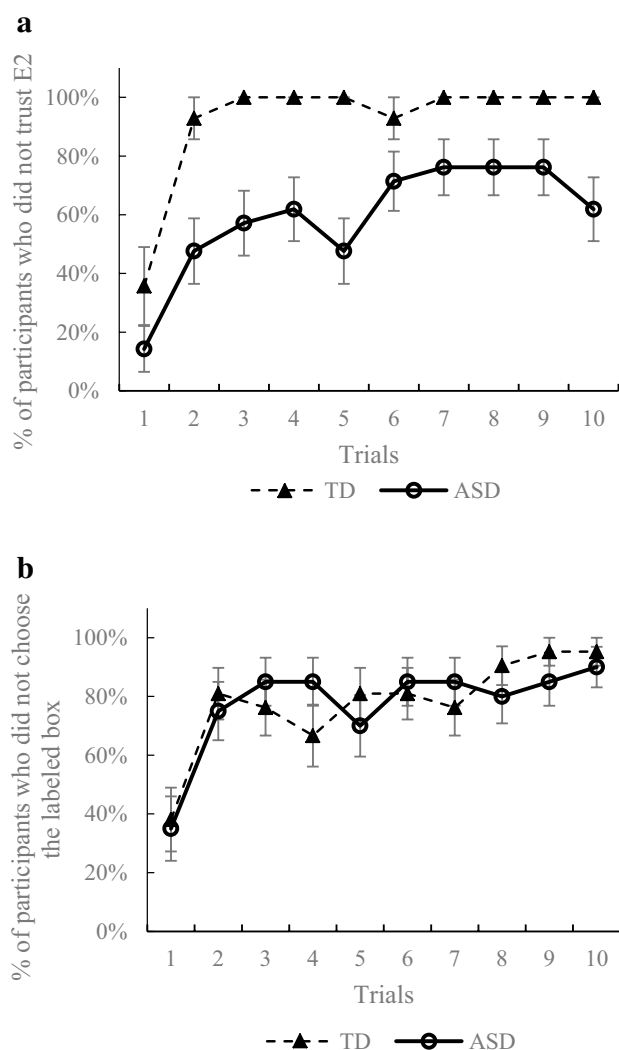 a
% of participants who did not trust E2
100%
80%
60%
40%
20%
0%
1 2 3 4 5 6 7 8 9 10
Trials
TD ASD
b
% of participants who did not choose
the labeled box
100%
80%
60%
40%
20%
0%
1 2 3 4 5 6 7 8 9 10
Trials
TD ASD